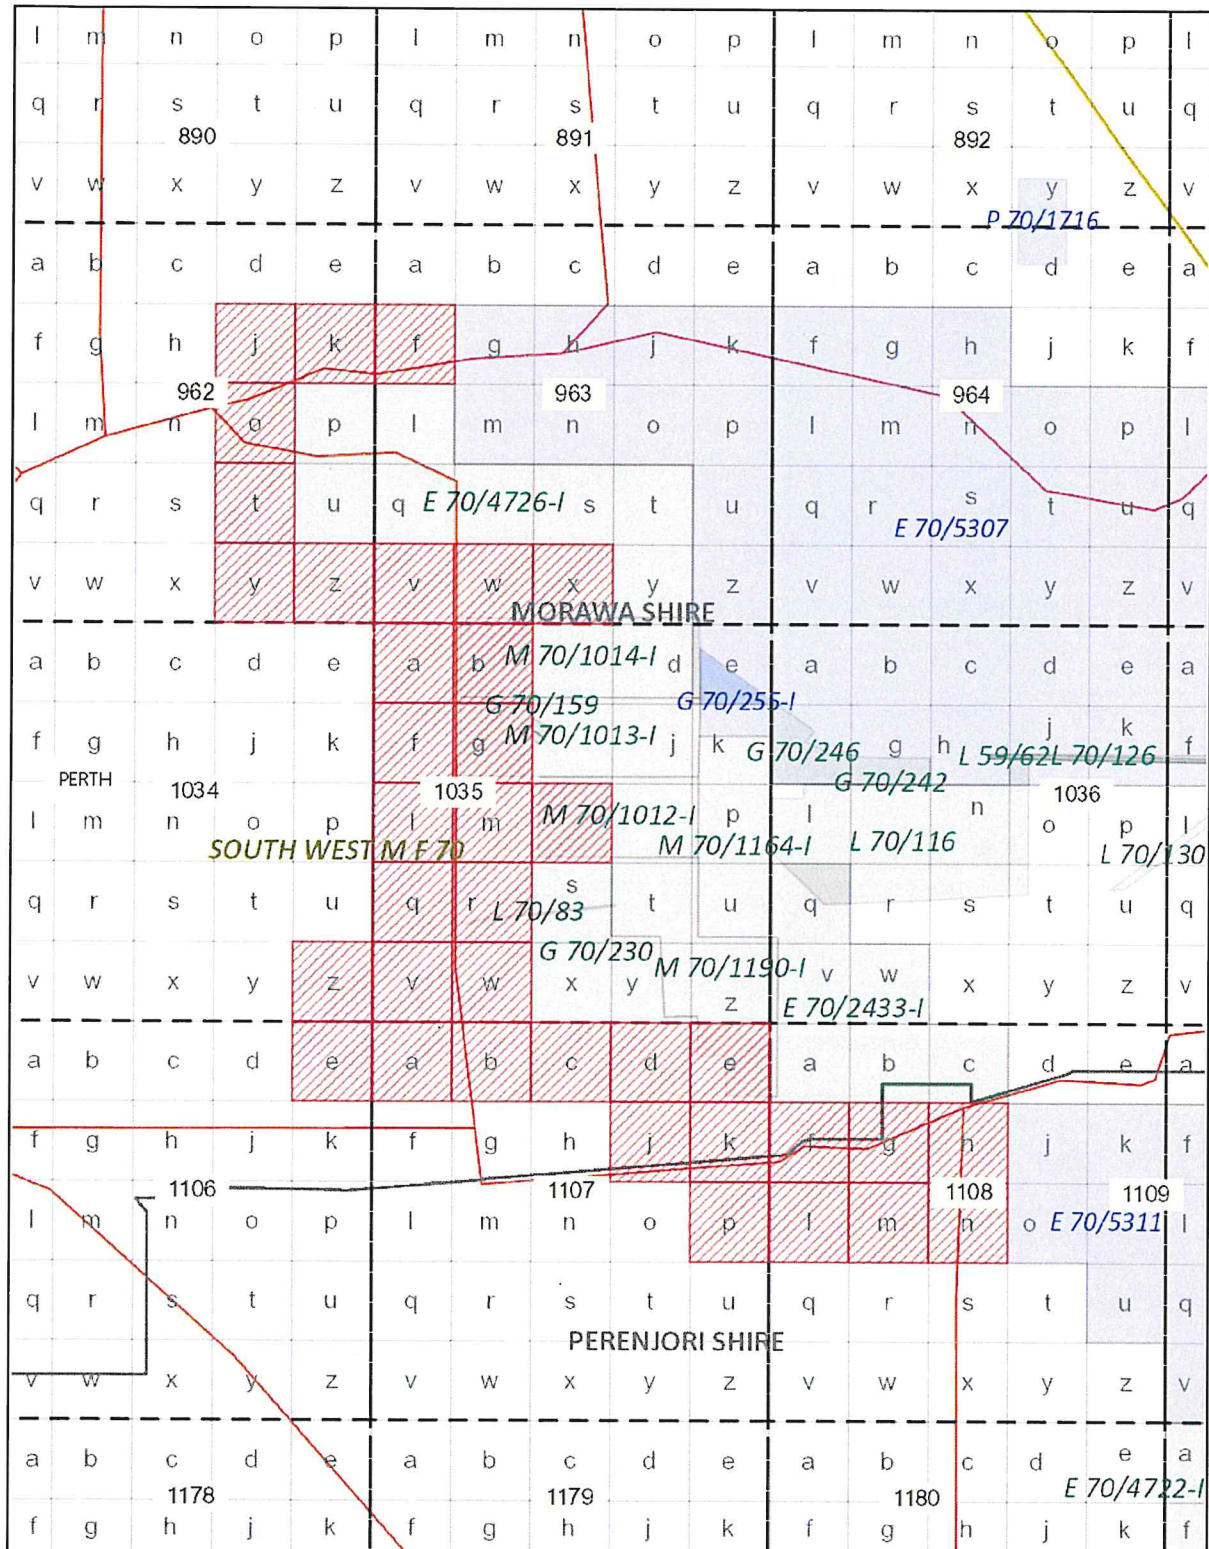 l m n o p l m n o p l m n o p l
q r s t u q r s t u q r s t u q
890 891 892
v w x y z v w x y z v w x y z v
P 70/1716
a b c d e a b c d e a b c d e a
f g h j k f g h j k f g h j k f
962 963 964
l m n o p l m n o p l m n o p l
q r s t u q E 70/4726-I s t u q r s t u q
E 70/5307
v w x y z v w x y z v w x y z v
MORAWA SHIRE
a b c d e a b M 70/1014-I d e a b c d e a
G 70/159 G 70/255-I
f g h j k f g M 70/1013-I j k G 70/246 g h L 59/62 L 70/126 j k f
PERTH 1034 1035 G 70/242 1036
l m n o p l m M 70/1012-I p l n o p l
SOUTH WEST M F 70 M 70/1164-I L 70/116 L 70/130
q r s t u q r L 70/83 s t u q r s t u q
G 70/230
v w x y z v w x y M 70/1190-I z v w x y z v
E 70/2433-I
a b c d e a b c d e a b c d e a
f g h j k f g h j k f g h j k f
1106 1107 1108 1109
l m n o p l m n o p l m n o E 70/5311 l
q r s t u q r s t u q r s t u q
PERENJORI SHIRE
v w x y z v w x y z v w x y z v
a b c d e a b c d e a b c d e a
1178 1179 1180 E 70/4722-I
f g h j k f g h j k f g h j k f